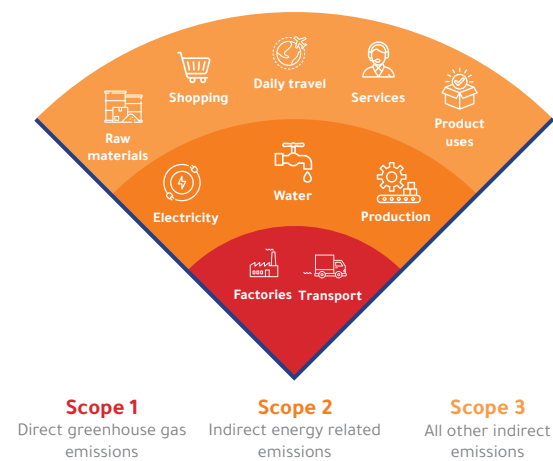 Shopping
Daily travel
Services
Raw
materials
Product
uses
Electricity
Water
Production
Factories
Transport
Scope 1
Direct greenhouse gas
emissions
Scope 2
Indirect energy related
emissions
Scope 3
All other indirect
emissions